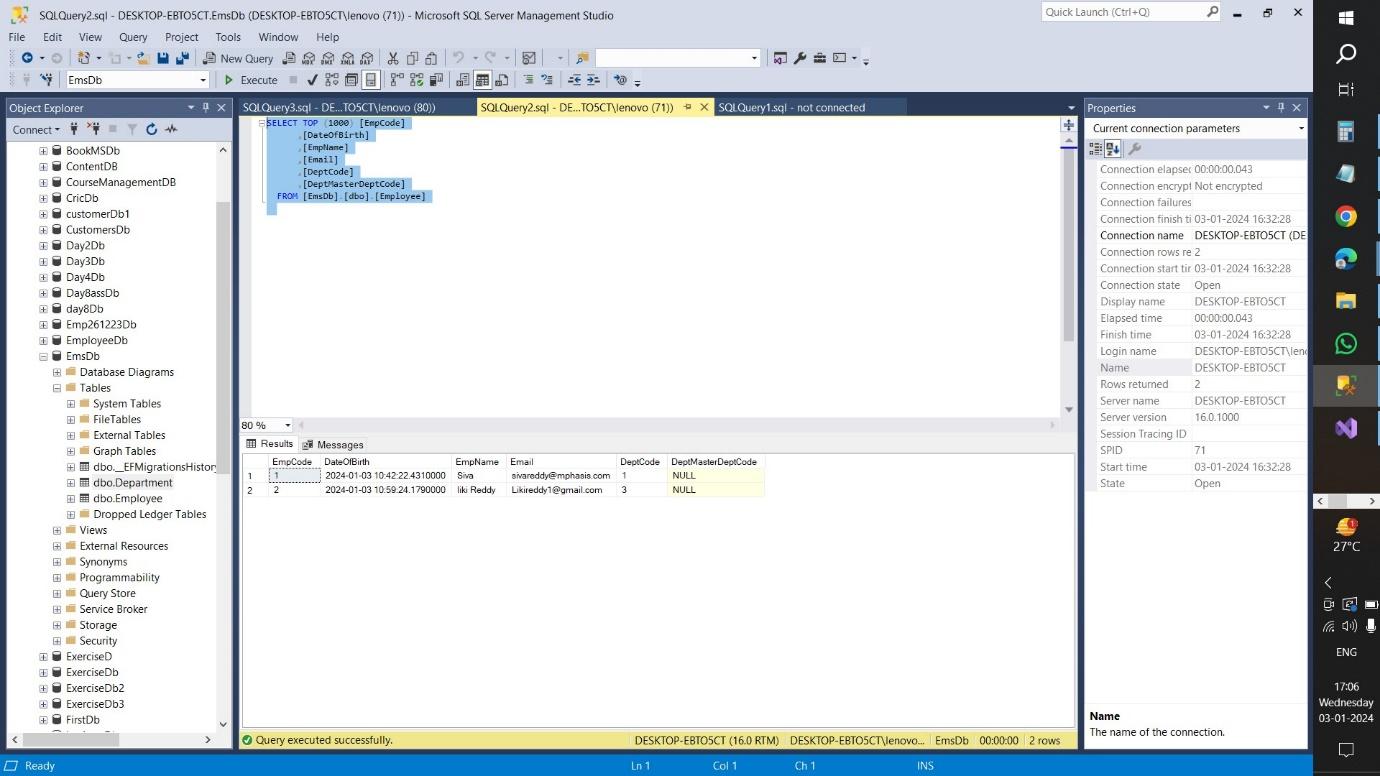 SQLQuery2.sql - DESKTOP-EBTO5CT.EmsDb (DESKTOP-EBTO5CT\lenovo (71)) - Microsoft SQL Server Management Studio
Quick Launch (Ctrl+Q)
File Edit View Query Project Tools Window Help
New Query
EmsDb
Execute
Object Explorer
Connect
BookMSDb
ContentDB
CourseManagementDB
CricDb
customerDb1
CustomersDb
Day2Db
Day3Db
Day4Db
Day8assDb
day8Db
Emp261223Db
EmployeeDb
EmsDb
Database Diagrams
Tables
System Tables
FileTables
External Tables
Graph Tables
dbo.__EFMigrationsHistory
dbo.Department
dbo.Employee
Dropped Ledger Tables
Views
External Resources
Synonyms
Programmability
Query Store
Service Broker
Storage
Security
ExerciseD
ExerciseDb
ExerciseDb2
ExerciseDb3
FirstDb
SQLQuery3.sql - DE...TO5CT\lenovo (80))
SQLQuery2.sql - DE...TO5CT\lenovo (71))
SQLQuery1.sql - not connected
SELECT TOP (1000) [EmpCode]
,[DateOfBirth]
,[EmpName]
,[Email]
,[DeptCode]
,[DeptMasterDeptCode]
FROM [EmsDb].[dbo].[Employee]
80 %
Results Messages
EmpCode DateOfBirth EmpName Email DeptCode DeptMasterDeptCode
1 1 2024-01-03 10:42:22.4310000 Siva sivareddy@mphasis.com 1 NULL
2 2 2024-01-03 10:59:24.1790000 liki Reddy Likireddy1@gmail.com 3 NULL
Query executed successfully. DESKTOP-EBTO5CT (16.0 RTM) DESKTOP-EBTO5CT\lenovo... EmsDb 00:00:00 2 rows
Properties
Current connection parameters
Connection elapsec 00:00:00.043
Connection encrypt Not encrypted
Connection failures
Connection finish ti 03-01-2024 16:32:28
Connection name DESKTOP-EBTO5CT (DE
Connection rows re 2
Connection start tir 03-01-2024 16:32:28
Connection state Open
Display name DESKTOP-EBTO5CT
Elapsed time 00:00:00.043
Finish time 03-01-2024 16:32:28
Login name DESKTOP-EBTO5CT\leno
Name DESKTOP-EBTO5CT
Rows returned 2
Server name DESKTOP-EBTO5CT
Server version 16.0.1000
Session Tracing ID
SPID 71
Start time 03-01-2024 16:32:28
State Open
Name
The name of the connection.
Ready Ln 1 Col 1 Ch 1 INS
1
27°C
ENG
17:06
Wednesday
03-01-2024